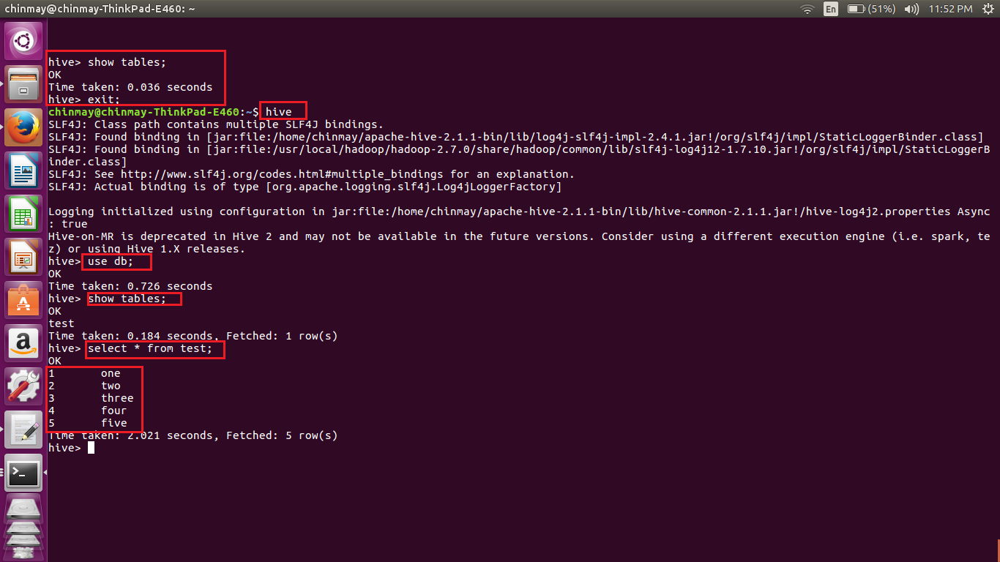 chinmay@chinmay-ThinkPad-E460: ~
En
(51%)
11:52 PM
hive> show tables;
OK
Time taken: 0.036 seconds
hive> exit;
chinmay@chinmay-ThinkPad-E460:~$ hive
SLF4J: Class path contains multiple SLF4J bindings.
SLF4J: Found binding in [jar:file:/home/chinmay/apache-hive-2.1.1-bin/lib/log4j-slf4j-impl-2.4.1.jar!/org/slf4j/impl/StaticLoggerBinder.class]
SLF4J: Found binding in [jar:file:/usr/local/hadoop/hadoop-2.7.0/share/hadoop/common/lib/slf4j-log4j12-1.7.10.jar!/org/slf4j/impl/StaticLoggerB
inder.class]
SLF4J: See http://www.slf4j.org/codes.html#multiple_bindings for an explanation.
SLF4J: Actual binding is of type [org.apache.logging.slf4j.Log4jLoggerFactory]
Logging initialized using configuration in jar:file:/home/chinmay/apache-hive-2.1.1-bin/lib/hive-common-2.1.1.jar!/hive-log4j2.properties Async
: true
Hive-on-MR is deprecated in Hive 2 and may not be available in the future versions. Consider using a different execution engine (i.e. spark, te
z) or using Hive 1.X releases.
hive> use db;
OK
Time taken: 0.726 seconds
hive> show tables;
OK
test
Time taken: 0.184 seconds, Fetched: 1 row(s)
hive> select * from test;
OK
1 one
2 two
3 three
4 four
5 five
Time taken: 2.021 seconds, Fetched: 5 row(s)
hive>